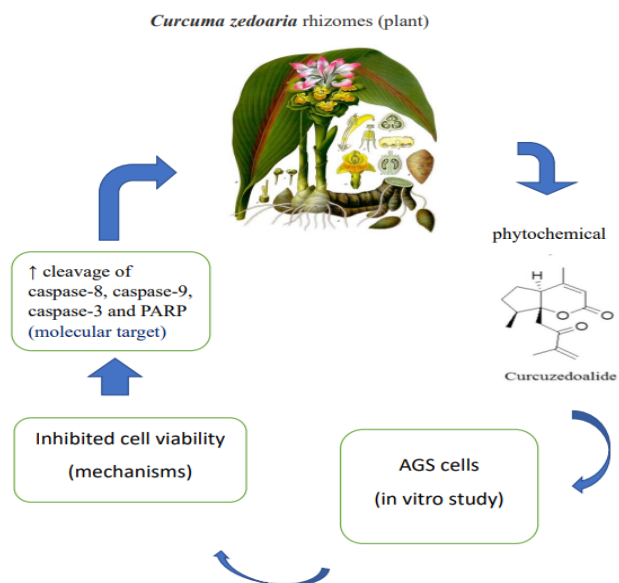 Curcuma zedoaria rhizomes (plant)
phytochemical
H
O
O
O
Curcuzedoalide
AGS cells
(in vitro study)
Inhibited cell viability
(mechanisms)
↑ cleavage of
caspase-8, caspase-9,
caspase-3 and PARP
(molecular target)